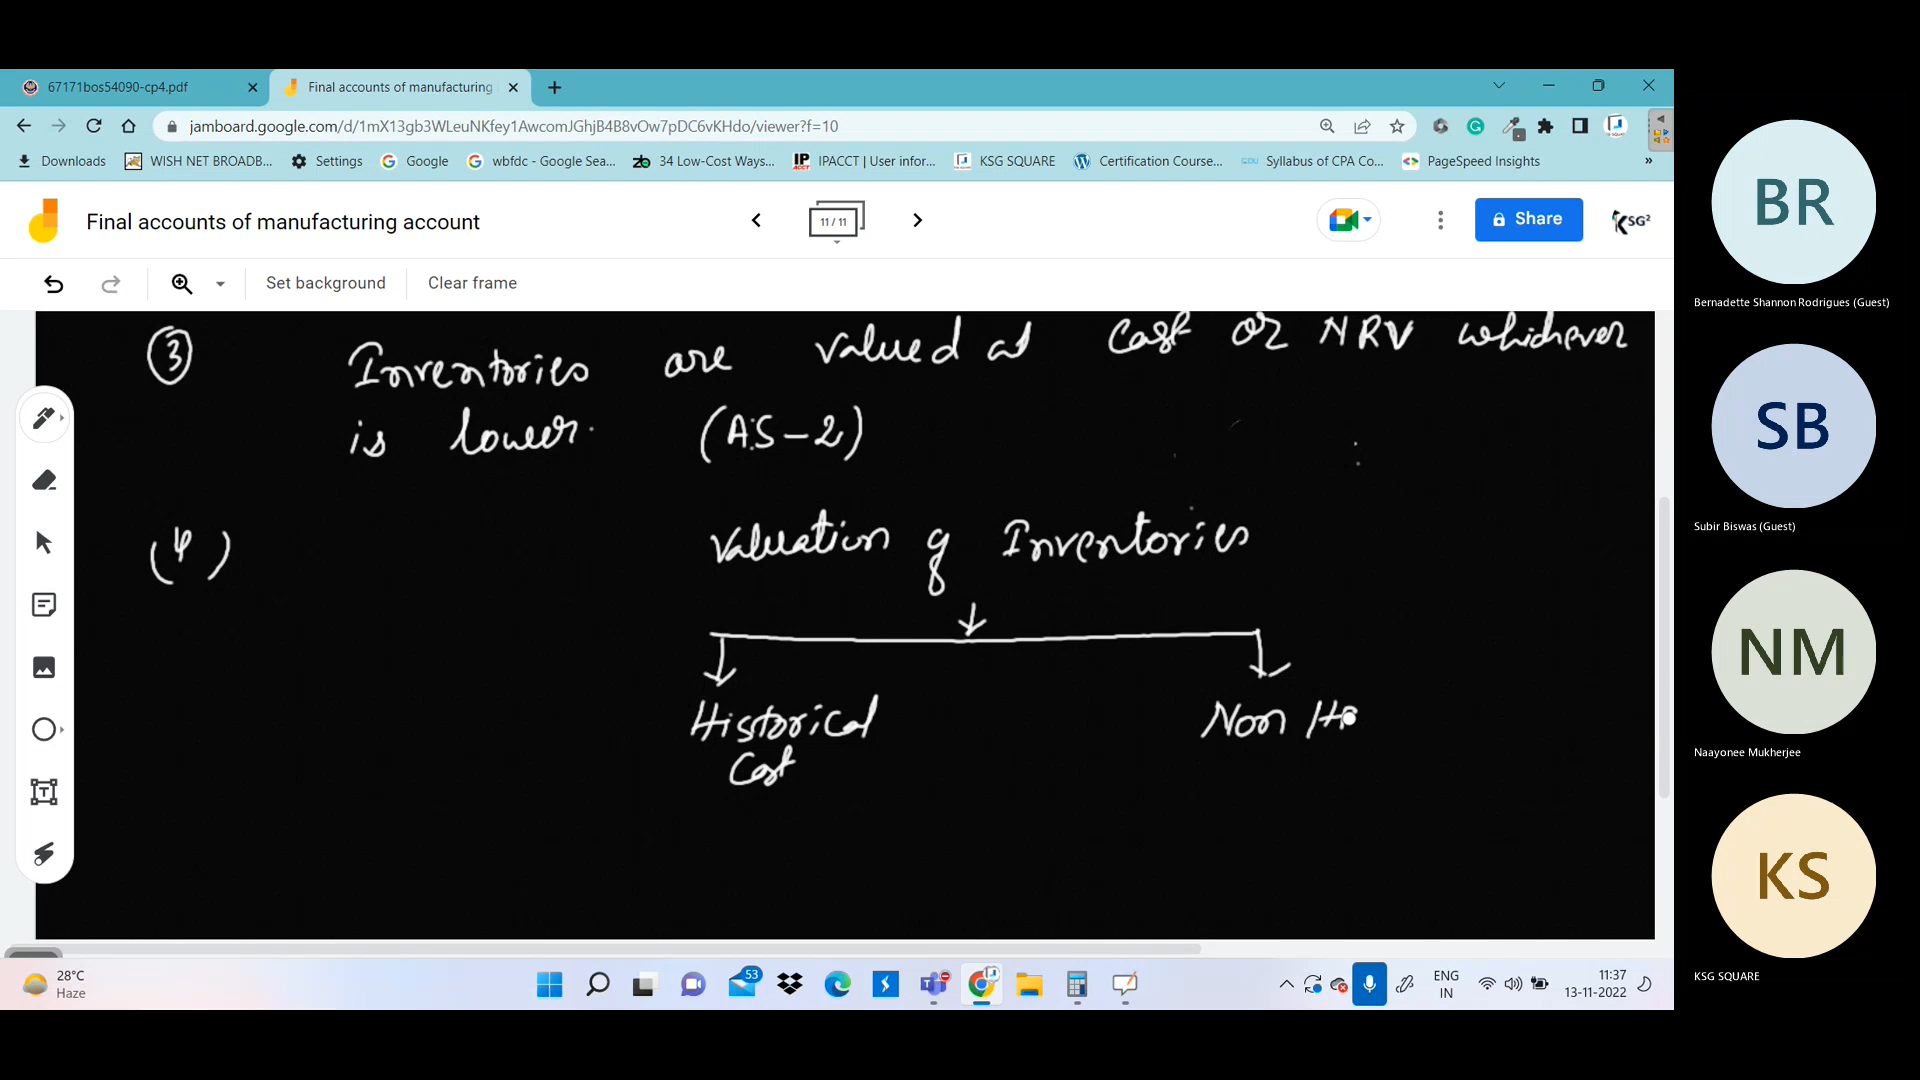 67171bos54090-cp4.pdf
Final accounts of manufacturing
jamboard.google.com/d/1mX13gb3WLeuNKfey1AwcomJGhjB4B8vOw7pDC6vKHdo/viewer?f=10
Downloads WISH NET BROADB... Settings Google wbfdc - Google Sea... 34 Low-Cost Ways... IPACCT | User infor... KSG SQUARE Certification Course... Syllabus of CPA Co... PageSpeed Insights
Final accounts of manufacturing account
11 / 11
Share
KSG²
Set background Clear frame
③ Inventories are valued at Cost or NRV whichever
is lower. (AS-2)
(4) Valuation of Inventories
Historical Non
Cost
BR
Bernadette Shannon Rodrigues (Guest)
SB
Subir Biswas (Guest)
NM
Naayonee Mukherjee
KS
KSG SQUARE
28°C
Haze
53
ENG
IN
11:37
13-11-2022